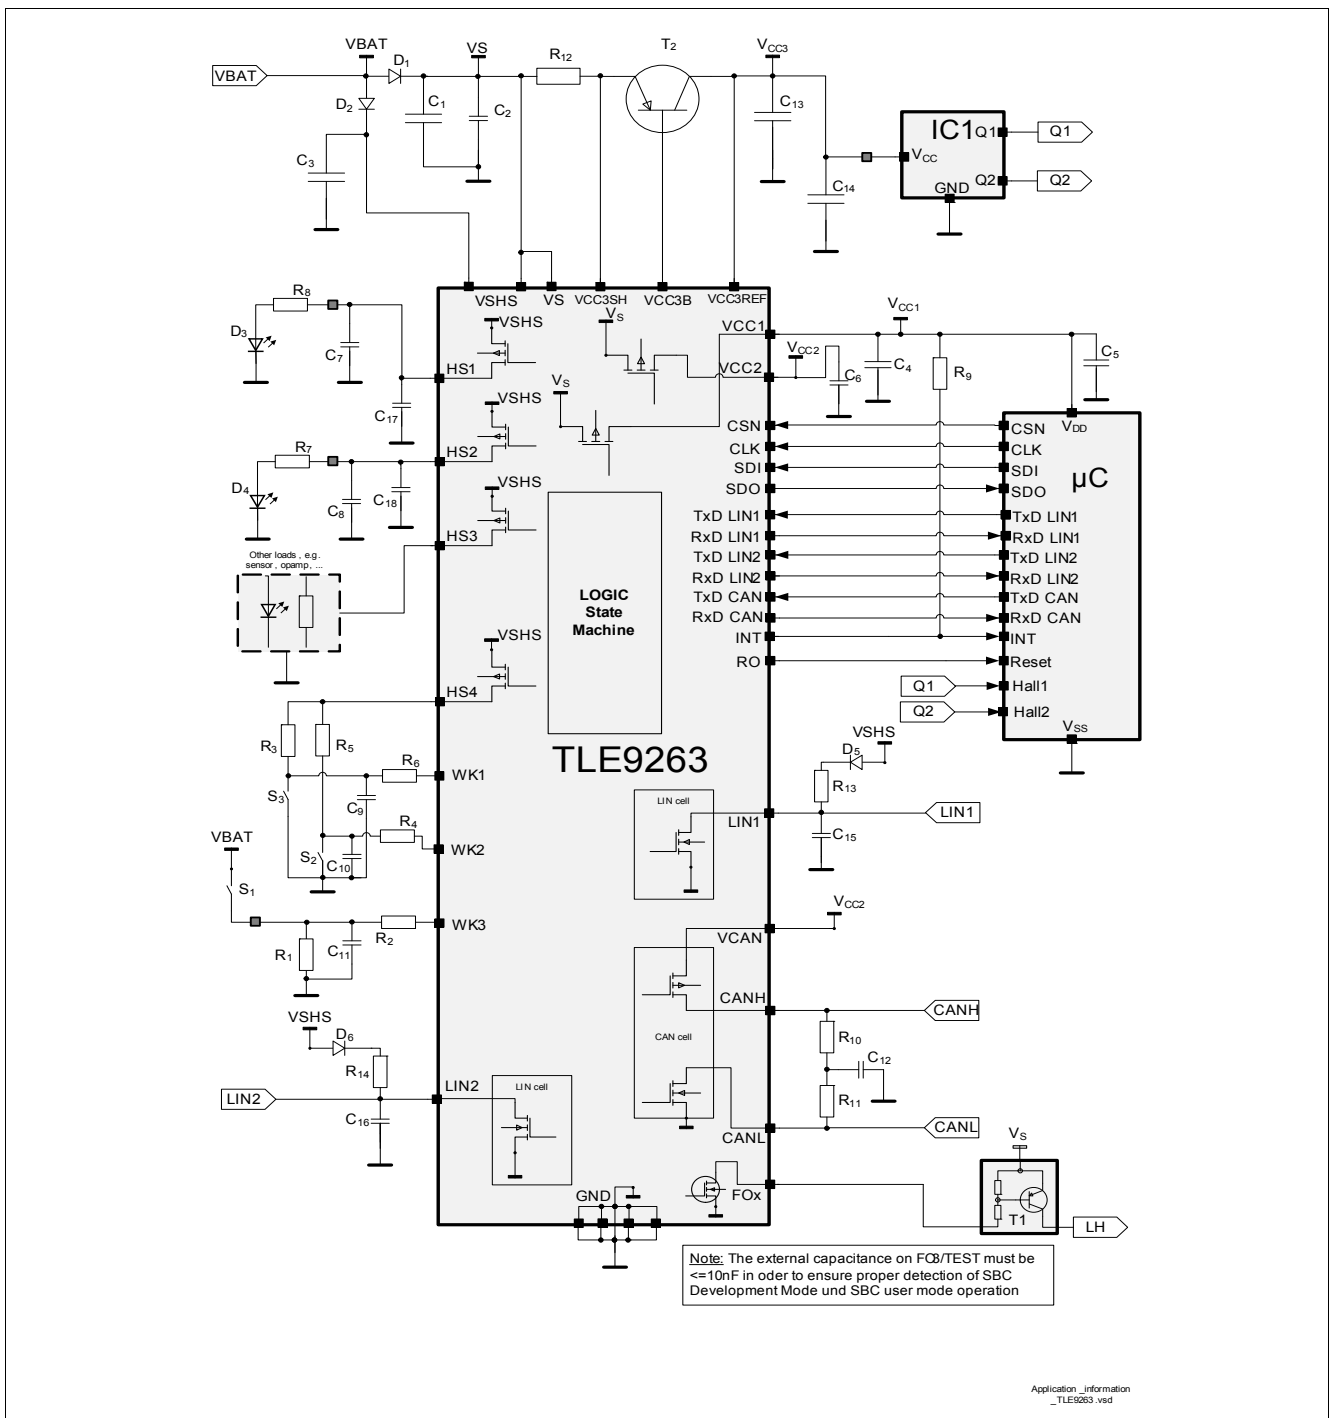 VBAT
VBAT
D1
VS
R12
T2
VCC3
D2
C1
C2
C13
C3
C14
IC1
VCC
GND
Q1
Q2
Q1
Q2
VSHS
VS
VCC3SH
VCC3B
VCC3REF
R8
D3
C7
C17
HS1
VSHS
VS
VS
VCC1
VCC2
VCC1
VCC2
C6
C4
R9
C5
R7
D4
C8
C18
HS2
VSHS
HS3
VSHS
Other loads, e.g.
sensor, opamp, ...
LOGIC
State
Machine
CSN
CLK
SDI
SDO
TxD LIN1
RxD LIN1
TxD LIN2
RxD LIN2
TxD CAN
RxD CAN
INT
RO
VDD
µC
CSN
CLK
SDI
SDO
TxD LIN1
RxD LIN1
TxD LIN2
RxD LIN2
TxD CAN
RxD CAN
INT
Reset
Hall1
Hall2
VSS
Q1
Q2
VSHS
HS4
R3
R5
R6
WK1
S3
C9
R4
WK2
S2
C10
VBAT
S1
R1
C11
R2
WK3
TLE9263
LIN cell
LIN1
VSHS
D5
R13
C15
LIN1
VCC2
VCAN
CAN cell
CANH
CANL
R10
C12
R11
CANH
CANL
VSHS
D6
R14
LIN2
C16
LIN2
LIN cell
GND
FOx
VS
T1
LH
Note: The external capacitance on FO3/TEST must be
<=10nF in oder to ensure proper detection of SBC
Development Mode und SBC user mode operation
Application _information
_TLE9263 .vsd